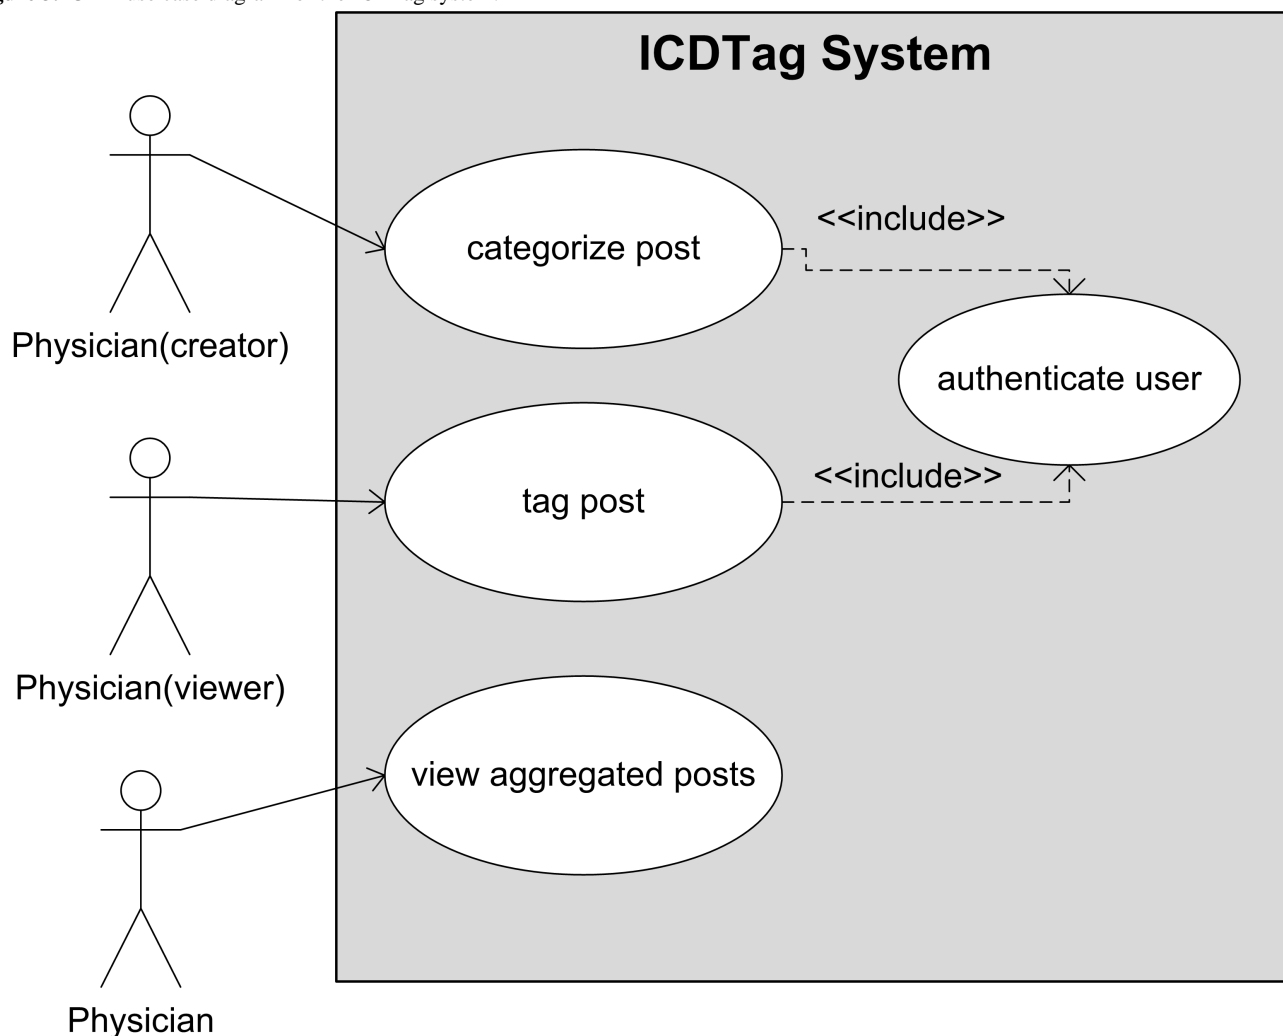 ICDTag System
categorize post
<<include>>
Physician(creator)
authenticate user
<<include>>
tag post
Physician(viewer)
view aggregated posts
Physician